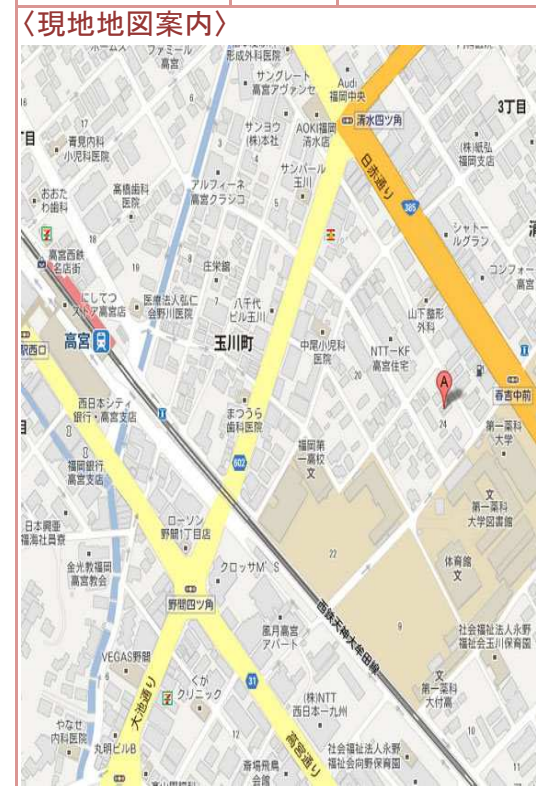 〈現地地図案内〉
ファミール
高宮
形成外科医院
サングレート
高宮アヴァンセ
Audi
福岡中央
清水四ツ角
3丁目
17
16
青見内科
小児科医院
サンヨウ
(株)本社
AOKI福岡
清水店
(株)紙弘
福岡支店
日赤通り
おおた
わ歯科
高橋歯科
医院
アルフィーネ
高宮クラシコ
サンパール
玉川
385
シャトー
ルグラン
高宮西鉄
名店街
18
19
庄栄舘
コンフォー
高宮
にしてつ
ストア高宮店
医療法人弘仁
会野川医院
八千代
ビル玉川
山下整形
外科
高宮
玉川町
中尾小児科
医院
NTT-KF
高宮住宅
20
駅西口
A
春吉中前
西日本シティ
銀行・高宮支店
まつうら
歯科医院
24
第一薬科
大学
福岡銀行
高宮支店
602
福岡第
一高校
文
文
第一薬科
大学図書館
日本興亜
福海社員寮
ローソン
野間1丁目店
22
体育館
文
金光教福岡
高宮教会
クロッサM'S
野間四ツ角
西鉄天神大牟田線
9
風月高宮
アパート
社会福祉法人永野
福祉会玉川保育園
VEGAS野間
くが
クリニック
31
文
第一薬科
大付高
大池通り
(株)NTT
西日本一九州
やなせ
内科医院
丸明ビルB
高宮通り
社会福祉法人永野
福祉会向野保育園
斎場飛鳥
会館
10
11